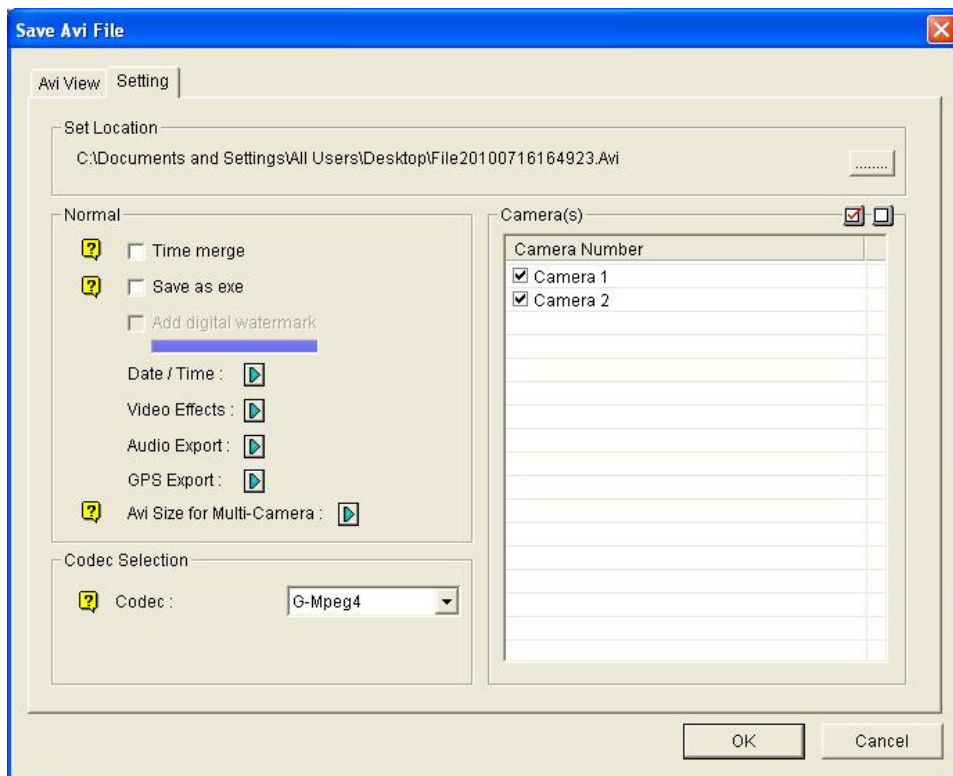 Save Avi File
Avi View
Setting
Set Location
C:\Documents and Settings\All Users\Desktop\File20100716164923.Avi
........
Normal
? Time merge
? Save as exe
Add digital watermark
Date / Time :
Video Effects :
Audio Export :
GPS Export :
? Avi Size for Multi-Camera :
Codec Selection
? Codec :
G-Mpeg4
Camera(s)
Camera Number
Camera 1
Camera 2
OK
Cancel